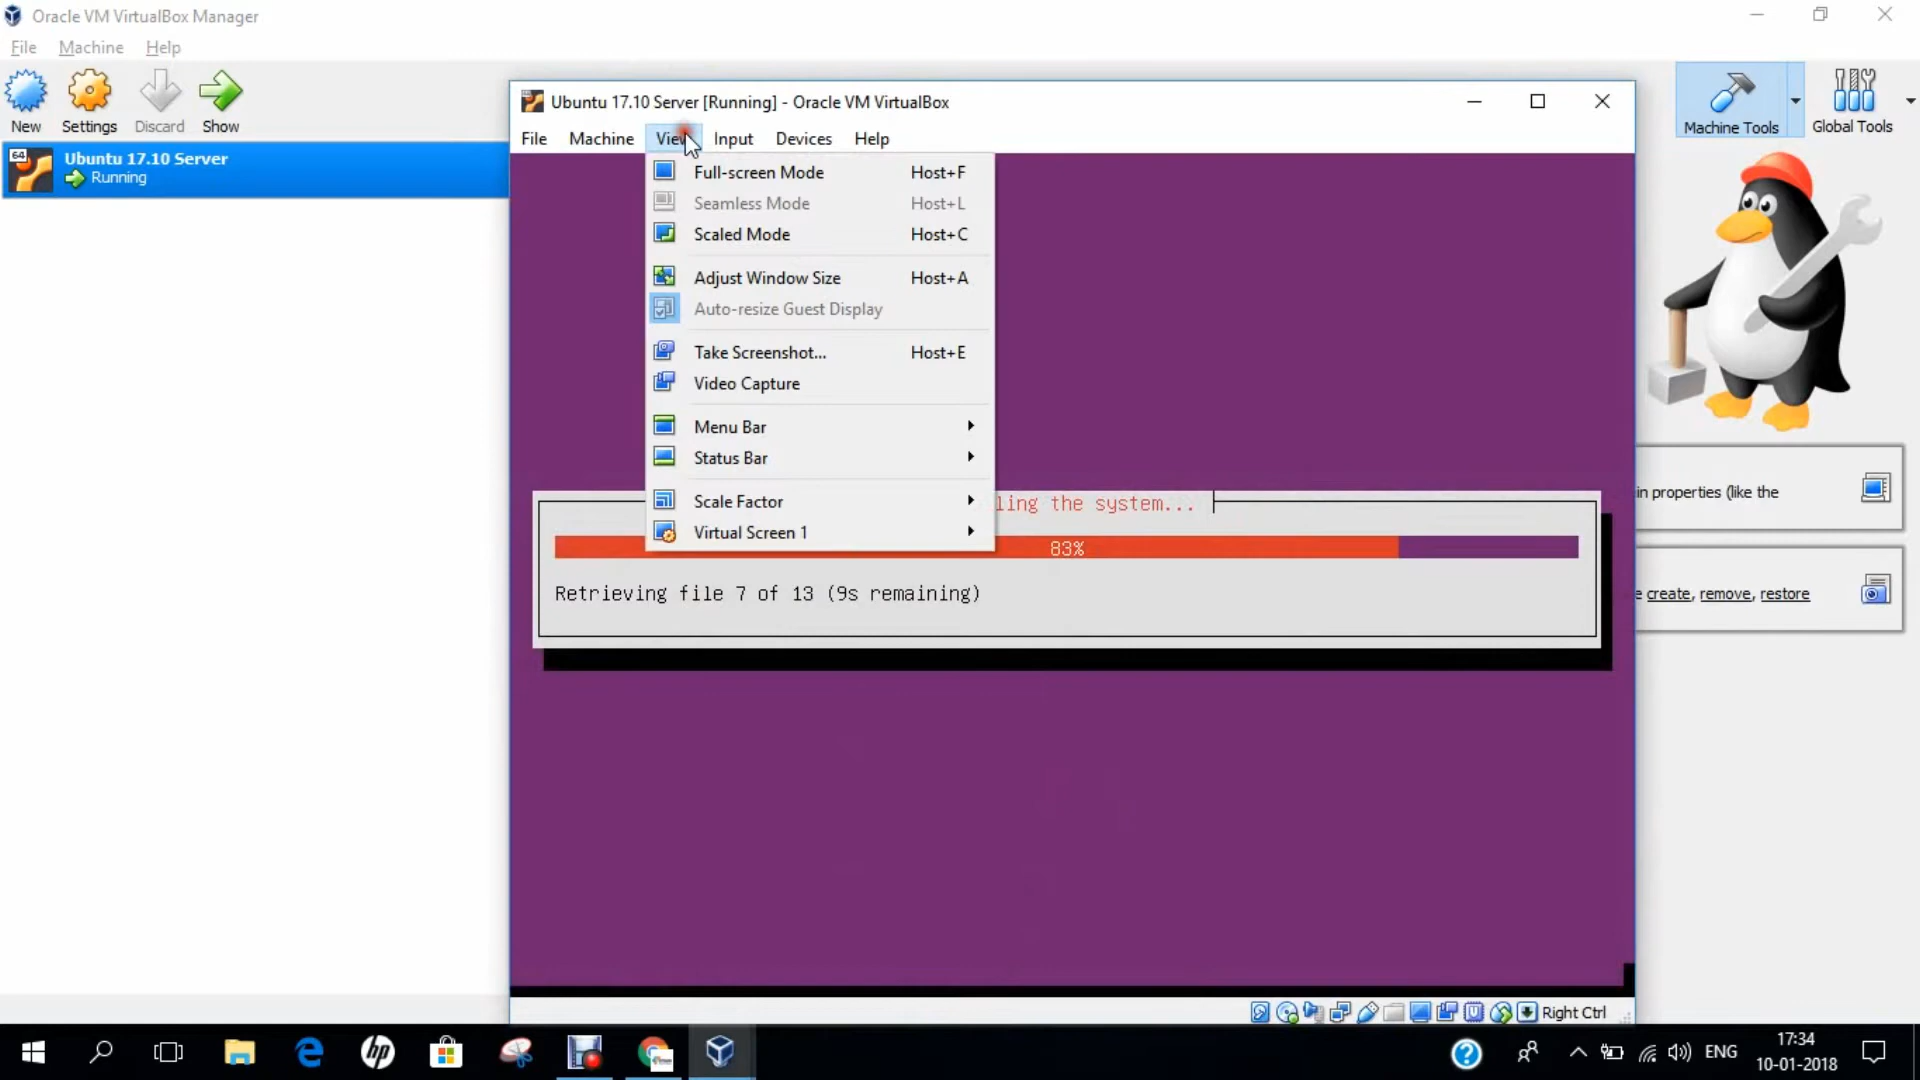 Oracle VM VirtualBox Manager
File Machine Help
New Settings Discard Show
Machine Tools Global Tools
64
Ubuntu 17.10 Server
Running
Ubuntu 17.10 Server [Running] - Oracle VM VirtualBox
File Machine View Input Devices Help
Full-screen Mode Host+F
Seamless Mode Host+L
Scaled Mode Host+C
Adjust Window Size Host+A
Auto-resize Guest Display
Take Screenshot... Host+E
Video Capture
Menu Bar
Status Bar
Scale Factor
Virtual Screen 1
ling the system...
83%
Retrieving file 7 of 13 (9s remaining)
in properties (like the
e create, remove, restore
Right Ctrl
hp
ENG
17:34
10-01-2018